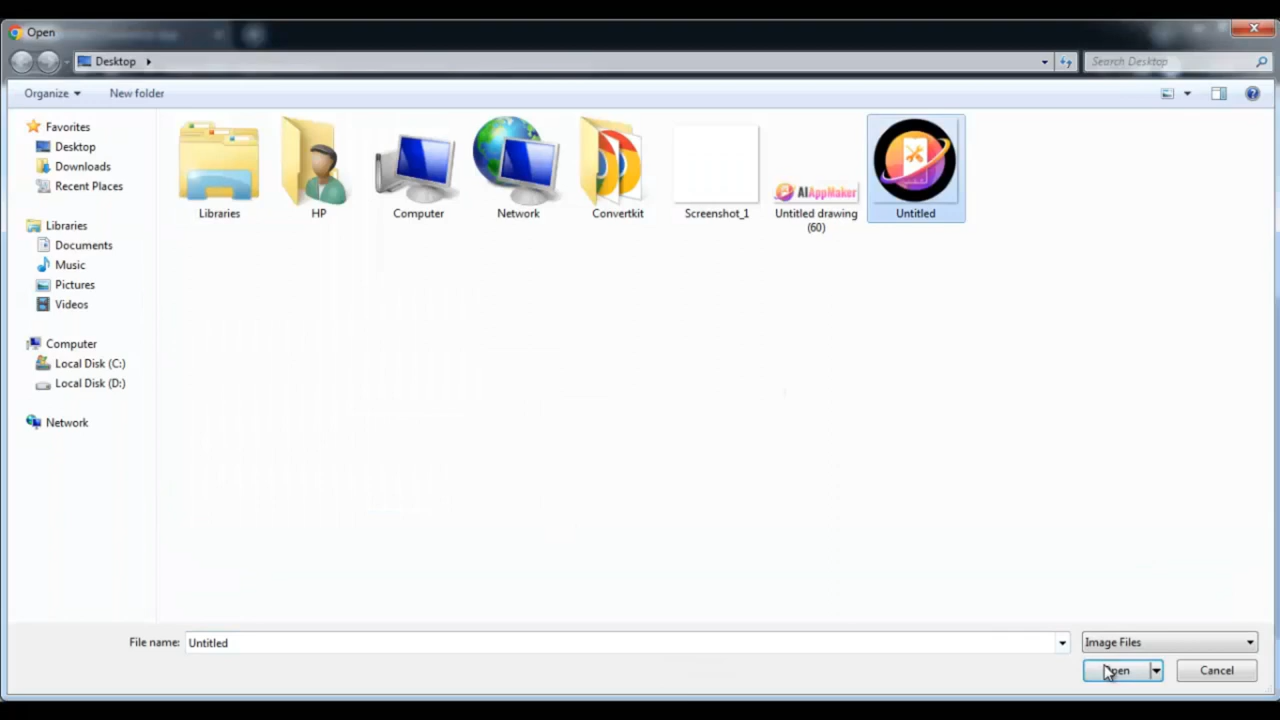 Open
Desktop
Search Desktop
Organize
New folder
Favorites
Desktop
Downloads
Recent Places
Libraries
Documents
Music
Pictures
Videos
Computer
Local Disk (C:)
Local Disk (D:)
Network
Libraries
HP
Computer
Network
Convertkit
Screenshot_1
AIAppMaker
Untitled drawing
(60)
Untitled
File name: Untitled
Image Files
Cancel